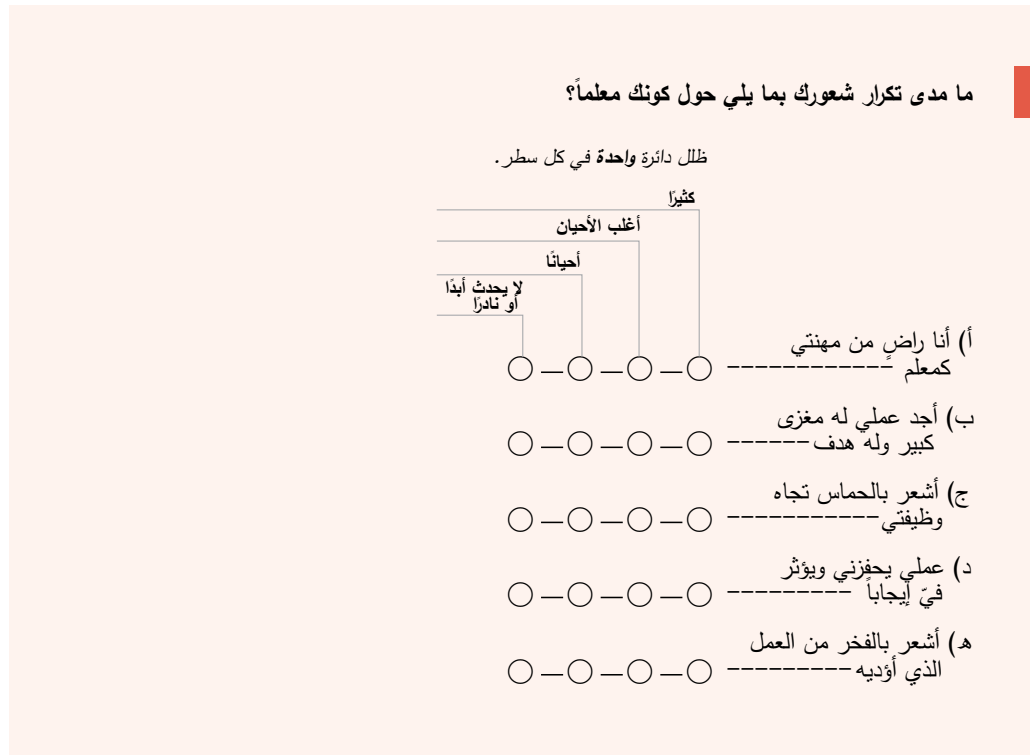 ما مدى تكرار شعورك بما يلي حول كونك معلماً؟
ظلل دائرة واحدة في كل سطر.
كثيرًا
أغلب الأحيان
أحيانًا
لا يحدث أبدًا
أو نادرًا
أ) أنا راضٍ من مهنتي
كمعلم ------------
ب) أجد عملي له مغزى
كبير وله هدف------
ج) أشعر بالحماس تجاه
وظيفتي-----------
د) عملي يحفزني ويؤثر
فيّ إيجاباً ---------
ه) أشعر بالفخر من العمل
الذي أؤديه---------